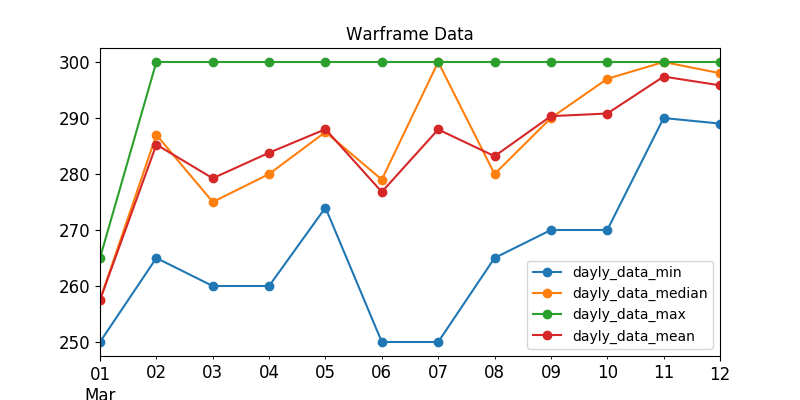 Warframe Data
300
290
280
270
260
250
dayly_data_min
dayly_data_median
dayly_data_max
dayly_data_mean
01 02 03 04 05 06 07 08 09 10 11 12
Mar